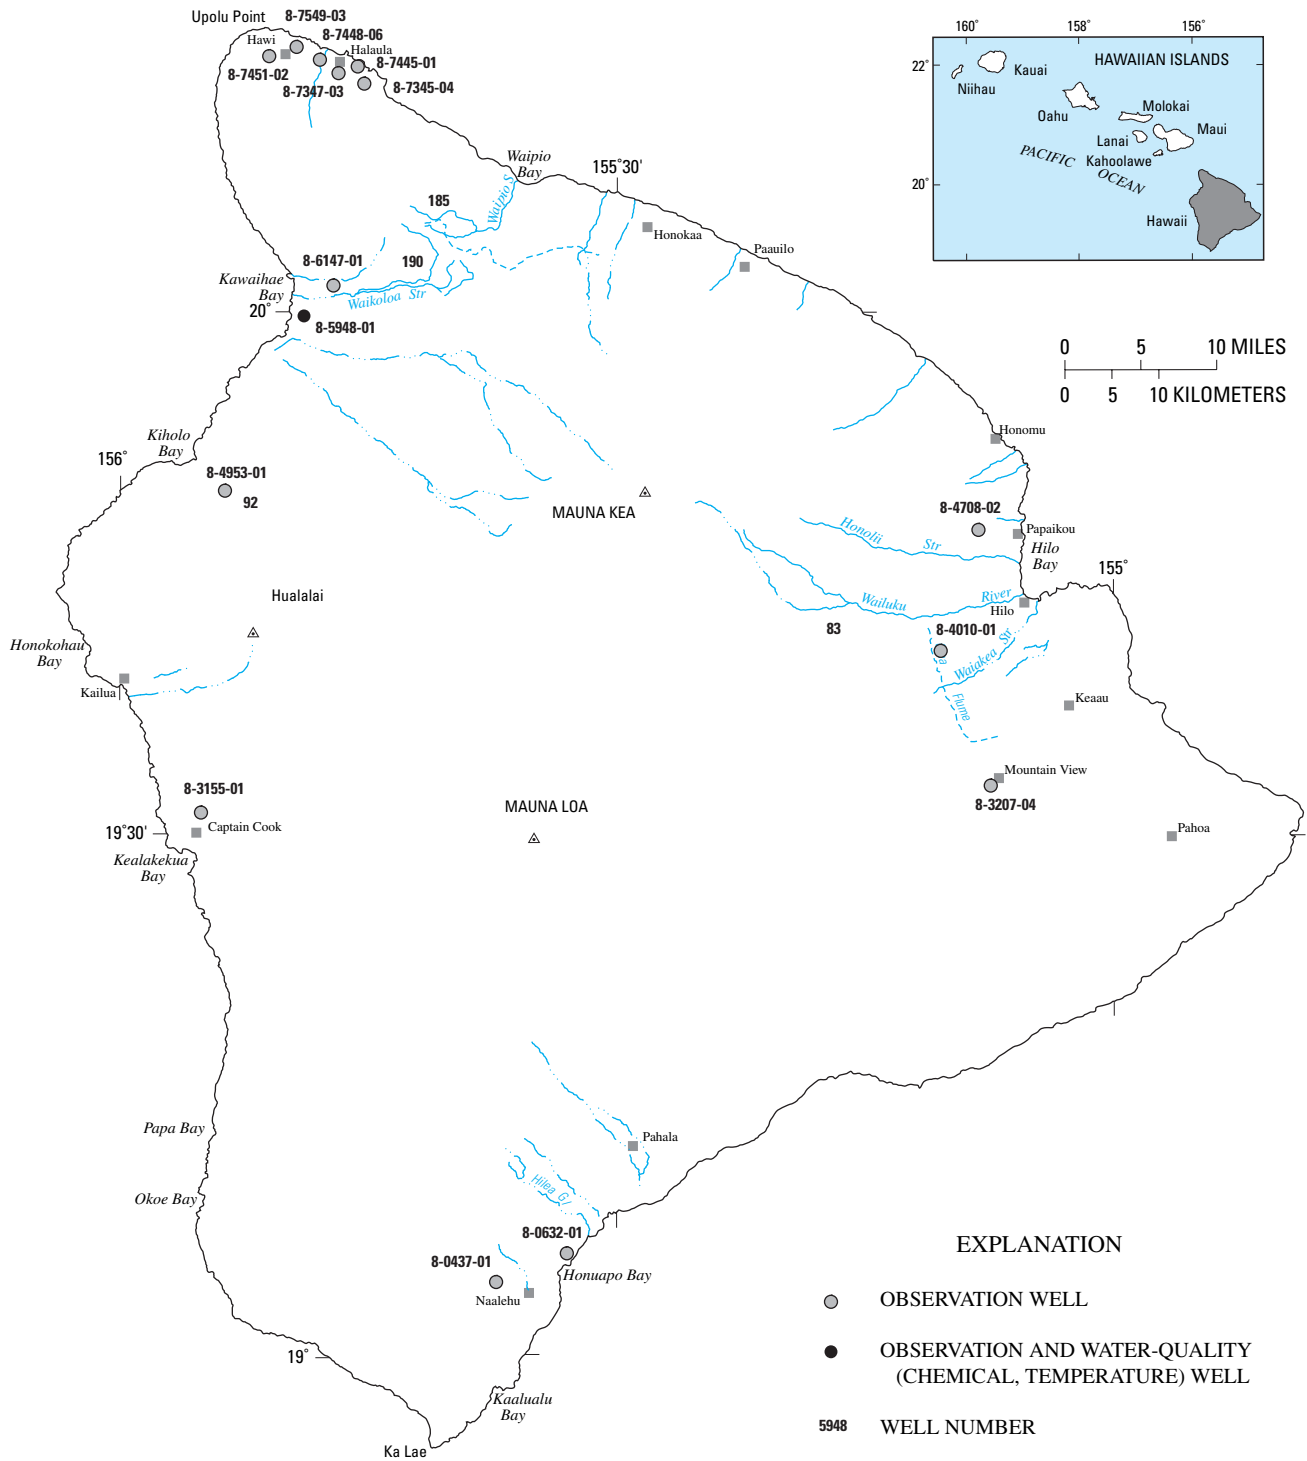 Upolu Point
8-7549-03
Hawi
8-7448-06
Halaula
8-7445-01
8-7451-02
8-7347-03
8-7345-04
160°
158°
156°
22°
20°
HAWAIIAN ISLANDS
Kauai
Niihau
Oahu
Molokai
Lanai
Maui
Kahoolawe
PACIFIC
OCEAN
Hawaii
Waipio
Bay
155°30'
Waipio S
185
Honokaa
Paauilo
8-6147-01
190
Kawaihae
Bay
Waikoloa Str
20°
8-5948-01
0 5 10 MILES
0 5 10 KILOMETERS
Kiholo
Bay
156°
8-4953-01
92
Honomu
MAUNA KEA
8-4708-02
Honolii Str
Papaikou
Hilo
Bay
155°
Hualalai
Wailuku River
Hilo
83
8-4010-01
Waiakea Str
a
Flume
Honokohau
Bay
Kailua
Keaau
Mountain View
8-3207-04
8-3155-01
MAUNA LOA
Captain Cook
19°30'
Kealakekua
Bay
Pahoa
Papa Bay
Pahala
Okoe Bay
Hilea G/
8-0632-01
8-0437-01
Honuapo Bay
Naalehu
19°
Kaalualu
Bay
Ka Lae
EXPLANATION
OBSERVATION WELL
OBSERVATION AND WATER-QUALITY
(CHEMICAL, TEMPERATURE) WELL
5948 WELL NUMBER